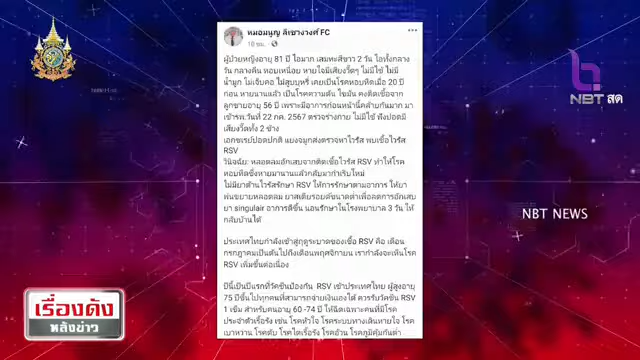 หมอมนูญ ลีเชวงวงศ์ FC
10 ชม.
ผู้ป่วยหญิงอายุ 81 ปี ไอมาก เสมหะสีขาว 2 วัน ไอทั้งกลาง
วัน กลางคืน หอบเหนื่อย หายใจมีเสียงวี้ดๆ ไม่มีไข้ ไม่มี
น้ำมูก ไม่เจ็บคอ ไม่สูบบุหรี่ เคยเป็นโรคหอบหืดเมื่อ 20 ปี
ก่อน หายนานแล้ว เป็นโรคความดัน ไขมัน คงติดเชื้อจาก
ลูกชายอายุ 56 ปี เพราะมีอาการก่อนหน้านี้คล้ายกันมาก มา
เข้ารพ.วันที่ 22 กค. 2567 ตรวจร่างกาย ไม่มีไข้ ฟังปอดมี
เสียงวี้ดทั้ง 2 ข้าง
เอกซเรย์ปอดปกติ แยงจมูกส่งตรวจหาไวรัส พบเชื้อไวรัส
RSV
วินิจฉัย: หลอดลมอักเสบจากติดเชื้อไวรัส RSV ทำให้โรค
หอบหืดซึ่งหายมานานแล้วกลับมากำเริบใหม่
ไม่มียาต้านไวรัสรักษา RSV ให้การรักษาตามอาการ ให้ยา
พ่นขยายหลอดลม ยาสเตียรอยด์ขนาดต่ำเพื่อลดการอักเสบ
ยา singulair อาการดีขึ้น นอนรักษาในโรงพยาบาล 3 วัน ให้
กลับบ้านได้
ประเทศไทยกำลังเข้าสู่ฤดูระบาดของเชื้อ RSV คือ เดือน
กรกฎาคมเป็นต้นไปถึงเดือนพฤศจิกายน เรากำลังจะเห็นโรค
RSV เพิ่มขึ้นต่อเนื่อง
ปีนี้เป็นปีแรกที่วัคซีนป้องกัน RSV เข้าประเทศไทย ผู้สูงอายุ
75 ปีขึ้นไปทุกคนที่สามารถจ่ายเงินเองได้ ควรรับวัคซีน RSV
1 เข็ม สำหรับคนอายุ 60 -74 ปี ให้ฉีดเฉพาะคนที่มีโรค
ประจำตัวเรื้อรัง เช่น โรคหัวใจ โรคระบบทางเดินหายใจ โรค
เบาหวาน โรคตับ โรคไตเรื้อรัง โรคอ้วน โรคภูมิคุ้มกันต่ำ
NBT สด
NBT NEWS
เรื่องดัง
หลังข่าว